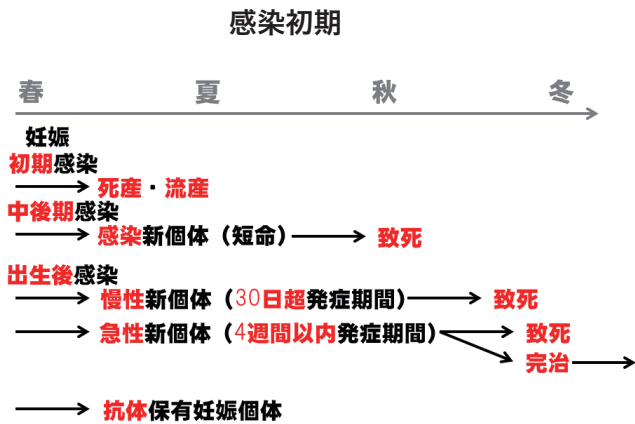 感染初期
春 夏 秋 冬
妊娠
初期感染
死産・流産
中後期感染
感染新個体（短命） 致死
出生後感染
慢性新個体（30日超発症期間） 致死
急性新個体（4週間以内発症期間） 致死
完治
抗体保有妊娠個体